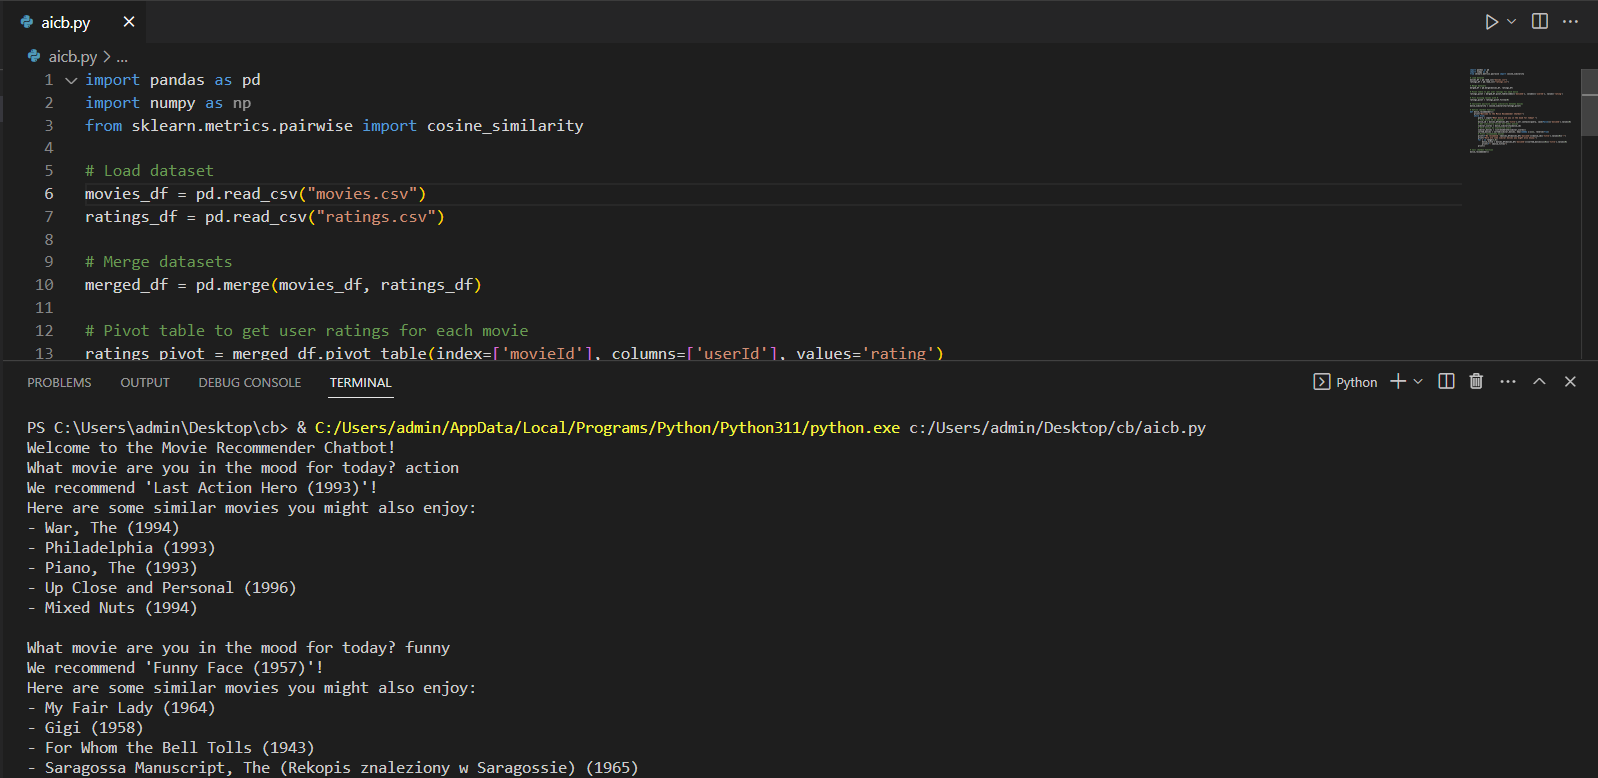 aicb.py
aicb.py > ...
1 import pandas as pd
2 import numpy as np
3 from sklearn.metrics.pairwise import cosine_similarity
4
5 # Load dataset
6 movies_df = pd.read_csv("movies.csv")
7 ratings_df = pd.read_csv("ratings.csv")
8
9 # Merge datasets
10 merged_df = pd.merge(movies_df, ratings_df)
11
12 # Pivot table to get user ratings for each movie
13 ratings_pivot = merged_df.pivot_table(index=['movieId'], columns=['userId'], values='rating')
PROBLEMS OUTPUT DEBUG CONSOLE TERMINAL Python
PS C:\Users\admin\Desktop\cb> & C:/Users/admin/AppData/Local/Programs/Python/Python311/python.exe c:/Users/admin/Desktop/cb/aicb.py
Welcome to the Movie Recommender Chatbot!
What movie are you in the mood for today? action
We recommend 'Last Action Hero (1993)'!
Here are some similar movies you might also enjoy:
- War, The (1994)
- Philadelphia (1993)
- Piano, The (1993)
- Up Close and Personal (1996)
- Mixed Nuts (1994)
What movie are you in the mood for today? funny
We recommend 'Funny Face (1957)'!
Here are some similar movies you might also enjoy:
- My Fair Lady (1964)
- Gigi (1958)
- For Whom the Bell Tolls (1943)
- Saragossa Manuscript, The (Rekopis znaleziony w Saragossie) (1965)